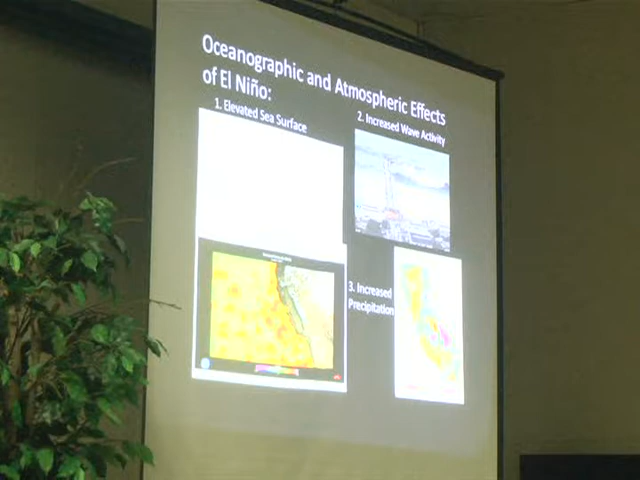 Oceanographic and Atmospheric Effects
of El Niño:
1. Elevated Sea Surface
2. Increased Wave Activity
3. Increased
Precipitation